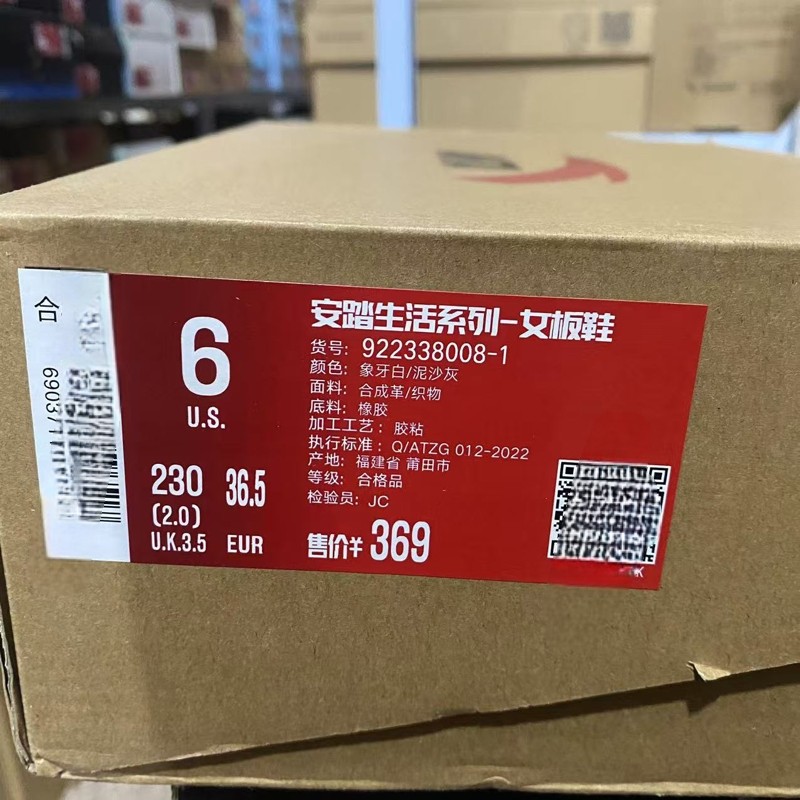 合
69037
6
U.S.
230
36.5
(2.0)
U.K.3.5
EUR
安踏生活系列-女板鞋
货号: 922338008-1
颜色: 象牙白/泥沙灰
面料: 合成革/织物
底料: 橡胶
加工工艺: 胶粘
执行标准: Q/ATZG 012-2022
产地: 福建省 莆田市
等级: 合格品
检验员: JC
售价¥369